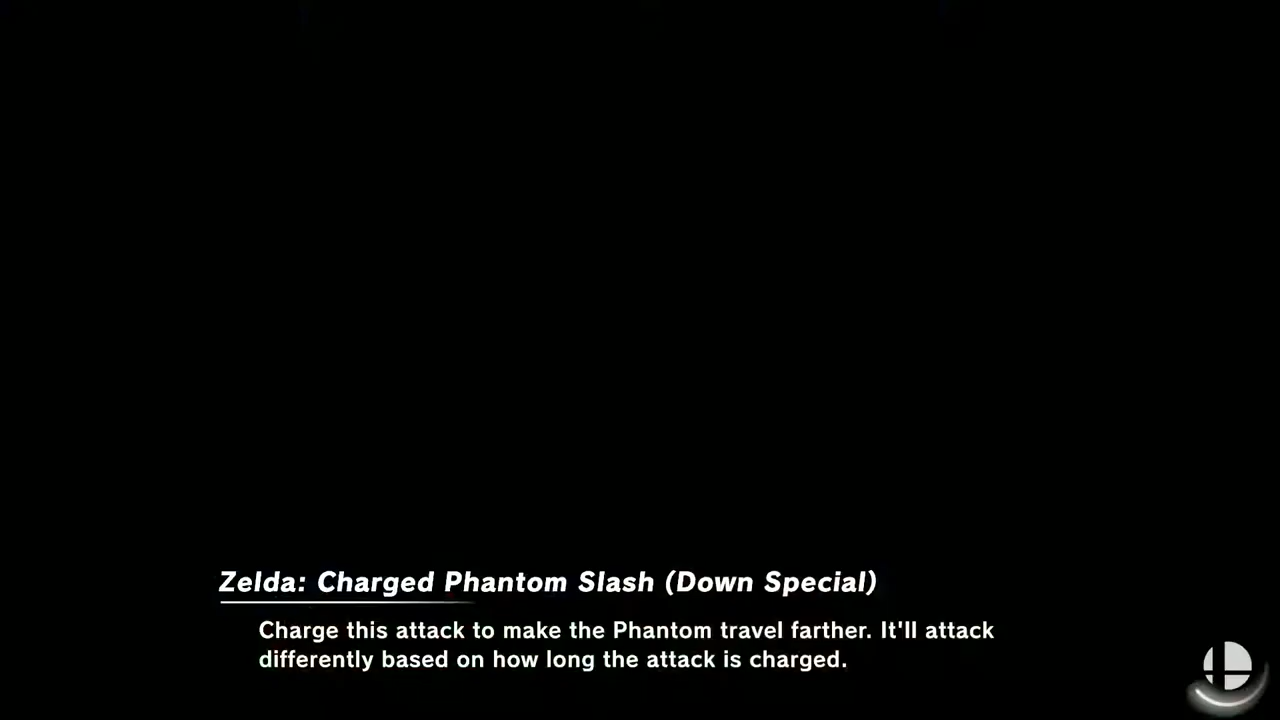 Zelda: Charged Phantom Slash (Down Special)
Charge this attack to make the Phantom travel farther. It'll attack
differently based on how long the attack is charged.